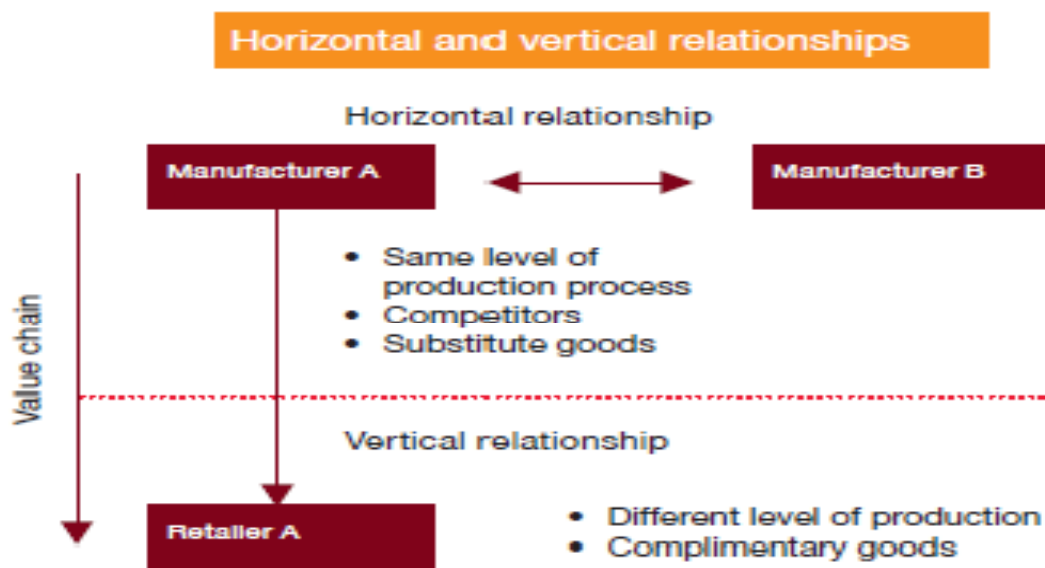 Horizontal and vertical relationships
Horizontal relationship
Manufacturer A
Manufacturer B
• Same level of
production process
• Competitors
• Substitute goods
Value chain
Vertical relationship
Retailer A
• Different level of production
• Complimentary goods